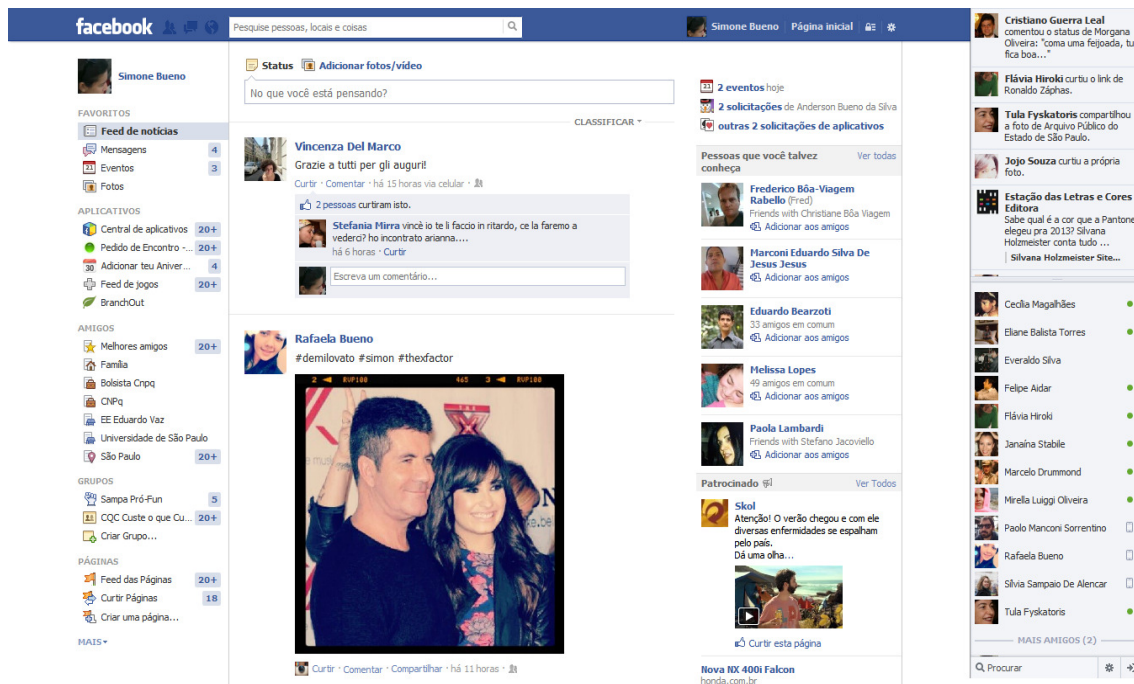 facebook
Pesquise pessoas, locais e coisas
Simone Bueno
Página inicial
Simone Bueno
FAVORITOS
Feed de notícias
Mensagens 4
Eventos 3
Fotos
APLICATIVOS
Central de aplicativos 20+
Pedido de Encontro -... 20+
Adicionar teu Aniver... 4
Feed de jogos 20+
BranchOut
AMIGOS
Melhores amigos 20+
Família
Bolsista Cnpq
CNPq
EE Eduardo Vaz
Universidade de São Paulo
São Paulo 20+
GRUPOS
Sampa Pró-Fun 5
CQC Custe o que Cu... 20+
Criar Grupo...
PÁGINAS
Feed das Páginas 20+
Curtir Páginas 18
Criar uma página...
MAIS
Status Adicionar fotos/vídeo
No que você está pensando?
CLASSIFICAR
Vincenza Del Marco
Grazie a tutti per gli auguri!
Curtir · Comentar · há 15 horas via celular ·
2 pessoas curtiram isto.
Stefania Mirra vincè io te li faccio in ritardo, ce la faremo a
vederci? ho incontrato arianna....
há 6 horas · Curtir
Escreva um comentário...
Rafaela Bueno
#demilovato #simon #thexfactor
2 RVP100 465 3 RVP100
X
Curtir · Comentar · Compartilhar · há 11 horas ·
21 2 eventos hoje
2 solicitações de Anderson Bueno da Silva
outras 2 solicitações de aplicativos
Pessoas que você talvez Ver todas
conheça
Frederico Bôa-Viagem
Rabello (Fred)
Friends with Christiane Bôa Viagem
Adicionar aos amigos
Marconi Eduardo Silva De
Jesus Jesus
Adicionar aos amigos
Eduardo Bearzoti
33 amigos em comum
Adicionar aos amigos
Melissa Lopes
49 amigos em comum
Adicionar aos amigos
Paola Lambardi
Friends with Stefano Jacoviello
Adicionar aos amigos
Patrocinado Ver Todos
Skol
Atenção! O verão chegou e com ele
diversas enfermidades se espalham
pelo país.
Dá uma olha...
Curtir esta página
Nova NX 400i Falcon
honda.com.br
Cristiano Guerra Leal
comentou o status de Morgana
Oliveira: "coma uma feijoada, tu
fica boa..."
Flávia Hiroki curtiu o link de
Ronaldo Záphas.
Tula Fyskatoris compartilhou
a foto de Arquivo Público do
Estado de São Paulo.
Jojo Souza curtiu a própria
foto.
Estação das Letras e Cores
Editora
Sabe qual é a cor que a Pantone
elegeu pra 2013? Silvana
Holzmeister conta tudo ...
Silvana Holzmeister Site...
Cecília Magalhães
Eliane Balista Torres
Everaldo Silva
Felipe Aidar
Flávia Hiroki
Janaína Stabile
Marcelo Drummond
Mirella Luiggi Oliveira
Paolo Manconi Sorrentino
Rafaela Bueno
Sílvia Sampaio De Alencar
Tula Fyskatoris
MAIS AMIGOS (2)
Procurar